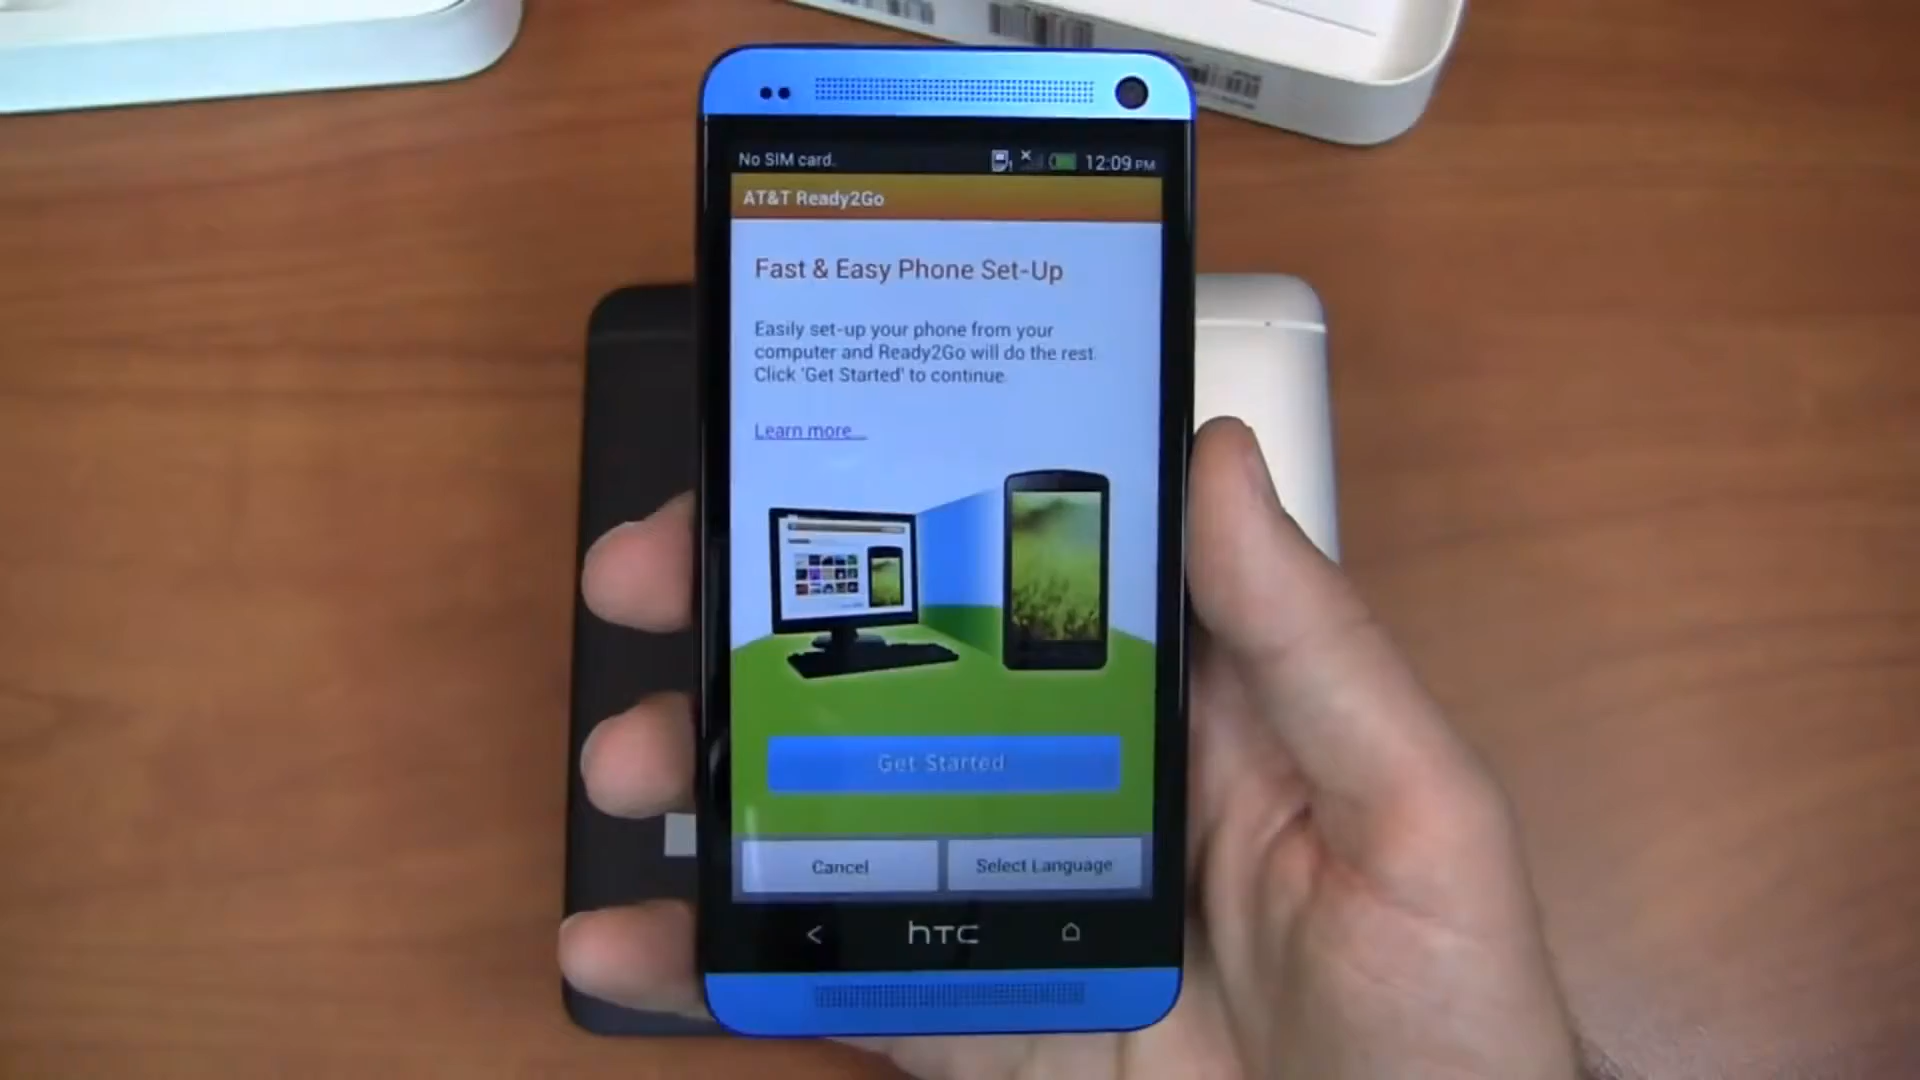 No SIM card.
12:09 PM
AT&T Ready2Go
Fast & Easy Phone Set-Up
Easily set-up your phone from your
computer and Ready2Go will do the rest.
Click 'Get Started' to continue.
Learn more...
Get Started
Cancel
Select Language
hTC